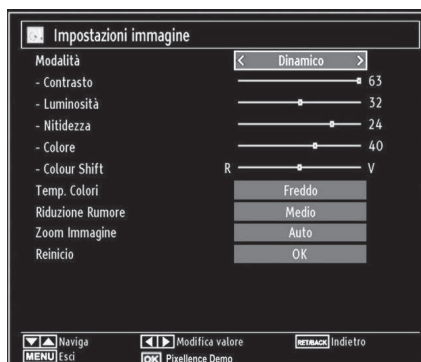 Impostazioni immagine
Modalità < Dinamico >
- Contrasto 63
- Luminosità 32
- Nitidezza 24
- Colore 40
- Colour Shift R V
Temp. Colori Freddo
Riduzione Rumore Medio
Zoom Immagine Auto
Reinicio OK
Naviga Modifica valore RET/BACK Indietro
MENU Esci OK Pixellence Demo